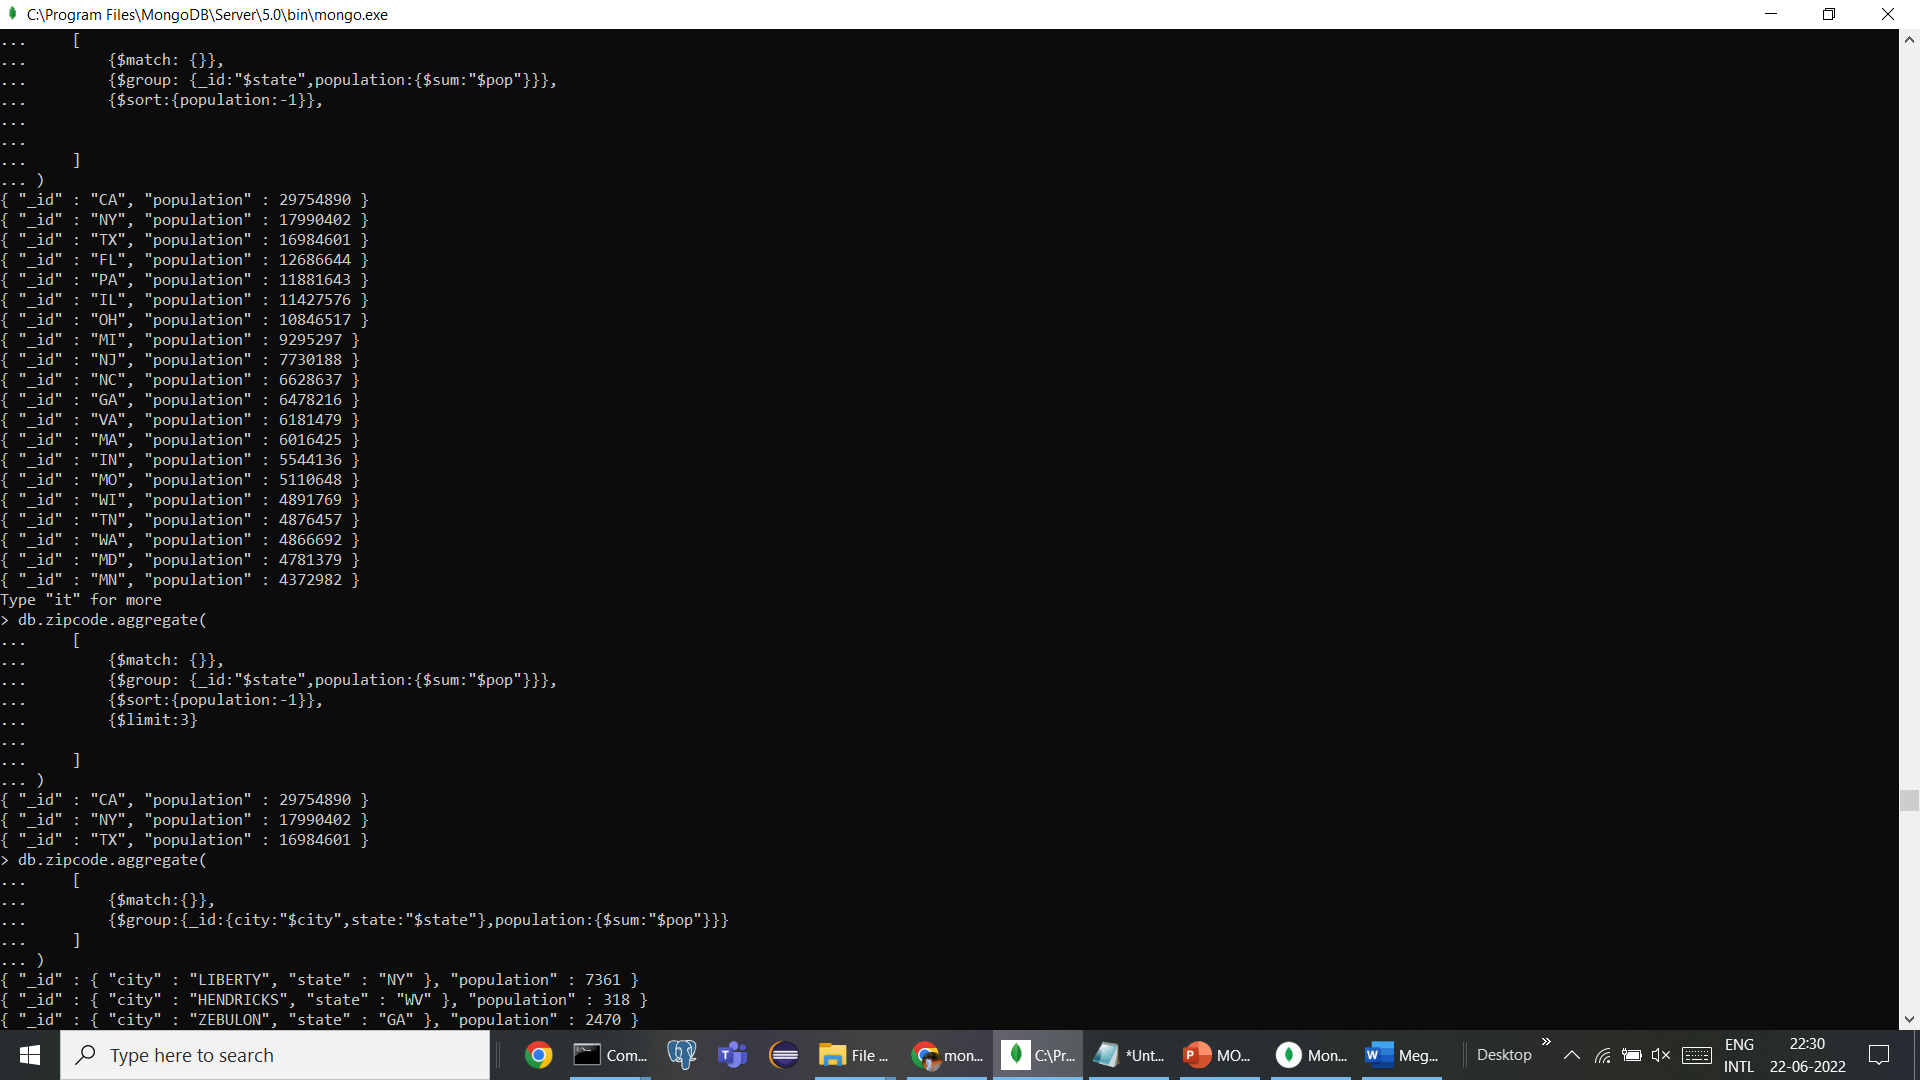 C:\Program Files\MongoDB\Server\5.0\bin\mongo.exe
...     [
...         {$match: {}},
...         {$group: {_id:"$state",population:{$sum:"$pop"}}},
...         {$sort:{population:-1}},
...
...
...     ]
... )
{ "_id" : "CA", "population" : 29754890 }
{ "_id" : "NY", "population" : 17990402 }
{ "_id" : "TX", "population" : 16984601 }
{ "_id" : "FL", "population" : 12686644 }
{ "_id" : "PA", "population" : 11881643 }
{ "_id" : "IL", "population" : 11427576 }
{ "_id" : "OH", "population" : 10846517 }
{ "_id" : "MI", "population" : 9295297 }
{ "_id" : "NJ", "population" : 7730188 }
{ "_id" : "NC", "population" : 6628637 }
{ "_id" : "GA", "population" : 6478216 }
{ "_id" : "VA", "population" : 6181479 }
{ "_id" : "MA", "population" : 6016425 }
{ "_id" : "IN", "population" : 5544136 }
{ "_id" : "MO", "population" : 5110648 }
{ "_id" : "WI", "population" : 4891769 }
{ "_id" : "TN", "population" : 4876457 }
{ "_id" : "WA", "population" : 4866692 }
{ "_id" : "MD", "population" : 4781379 }
{ "_id" : "MN", "population" : 4372982 }
Type "it" for more
> db.zipcode.aggregate(
...     [
...         {$match: {}},
...         {$group: {_id:"$state",population:{$sum:"$pop"}}},
...         {$sort:{population:-1}},
...         {$limit:3}
...
...     ]
... )
{ "_id" : "CA", "population" : 29754890 }
{ "_id" : "NY", "population" : 17990402 }
{ "_id" : "TX", "population" : 16984601 }
> db.zipcode.aggregate(
...     [
...         {$match:{}},
...         {$group:{_id:{city:"$city",state:"$state"},population:{$sum:"$pop"}}}
...     ]
... )
{ "_id" : { "city" : "LIBERTY", "state" : "NY" }, "population" : 7361 }
{ "_id" : { "city" : "HENDRICKS", "state" : "WV" }, "population" : 318 }
{ "_id" : { "city" : "ZEBULON", "state" : "GA" }, "population" : 2470 }
Type here to search
Com...
File ...
mon...
C:\Pr...
*Unt...
MO...
Mon...
Meg...
Desktop
ENG
INTL
22:30
22-06-2022